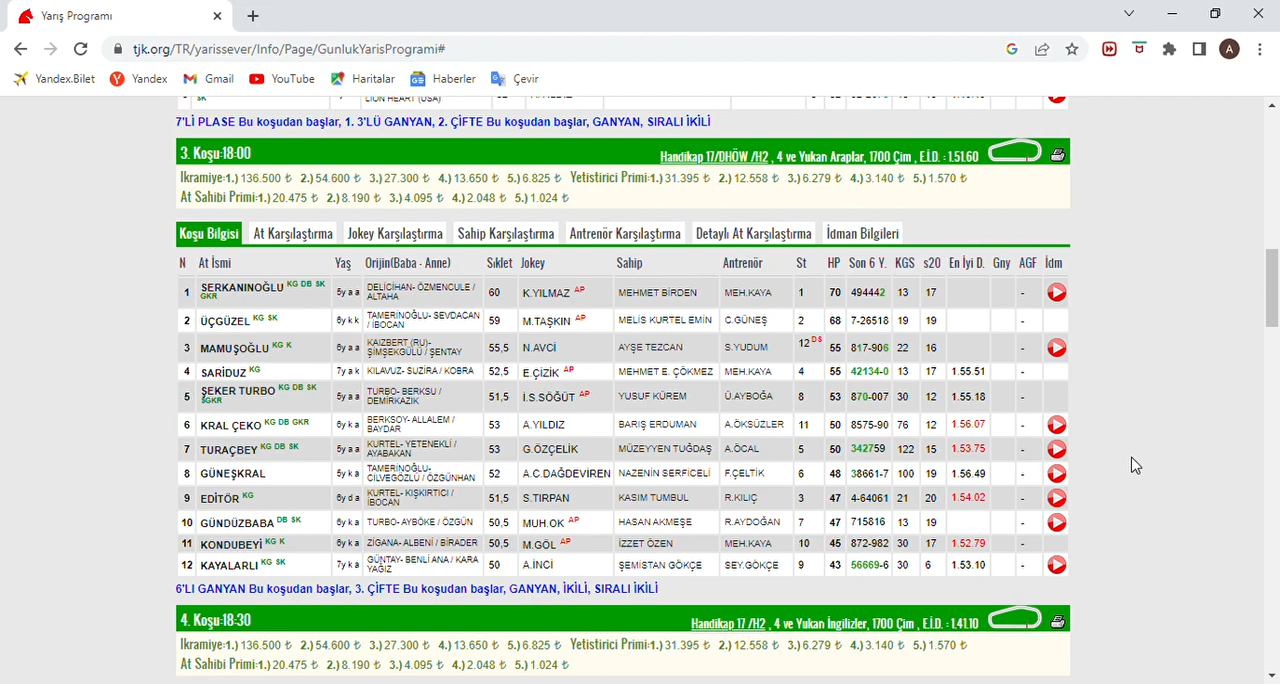 Yarış Programı
tjk.org/TR/yarissever/Info/Page/GunlukYarisProgrami#
A
Yandex.Bilet Yandex Gmail YouTube Haritalar Haberler Çevir
SK LION HEART (USA)
7'Lİ PLASE Bu koşudan başlar, 1. 3'LÜ GANYAN, 2. ÇİFTE Bu koşudan başlar, GANYAN, SIRALI İKİLİ
3. Koşu:18:00 Handikap 17/DHÖW /H2 , 4 ve Yukarı Araplar, 1700 Çim , E.İ.D. : 1.51.60
Ikramiye:1.) 136.500 ₺ 2.) 54.600 ₺ 3.) 27.300 ₺ 4.) 13.650 ₺ 5.) 6.825 ₺ Yetistirici Primi:1.) 31.395 ₺ 2.) 12.558 ₺ 3.) 6.279 ₺ 4.) 3.140 ₺ 5.) 1.570 ₺
At Sahibi Primi:1.) 20.475 ₺ 2.) 8.190 ₺ 3.) 4.095 ₺ 4.) 2.048 ₺ 5.) 1.024 ₺
Koşu Bilgisi At Karşılaştırma Jokey Karşılaştırma Sahip Karşılaştırma Antrenör Karşılaştırma Detaylı At Karşılaştırma İdman Bilgileri
N At İsmi Yaş Orijin(Baba - Anne) Sıklet Jokey Sahip Antrenör St HP Son 6 Y. KGS s20 En İyi D. Gny AGF İdm
1 SERKANINOĞLU KG DB SK GKR 5y a a DELİCİHAN- ÖZMENCULE / ALTAHA 60 K.YILMAZ AP MEHMET BİRDEN MEH.KAYA 1 70 494442 13 17 -
2 ÜÇGÜZEL KG SK 6y k k TAMERİNOĞLU- SEVDACAN / İBOCAN 59 M.TAŞKIN AP MELİS KURTEL EMİN C.GÜNEŞ 2 68 7-26518 19 19 -
3 MAMUŞOĞLU KG K 6y a a KAIZBERT (RU)- ŞİMŞEKGÜLÜ / ŞENTAY 55,5 N.AVCİ AYŞE TEZCAN S.YUDUM 12 DS 55 817-906 22 16 -
4 SARİDUZ KG 7y a k KILAVUZ- SUZİRA / KOBRA 52,5 E.ÇİZİK AP MEHMET E. ÇÖKMEZ MEH.KAYA 4 55 42134-0 13 17 1.55.51 -
5 ŞEKER TURBO KG DB SK SGKR 5y a a TURBO- BERKSU / DEMİRKAZIK 51,5 İ.S.SÖĞÜT AP YUSUF KÜREM Ü.AYBOĞA 8 53 870-007 30 12 1.55.18 -
6 KRAL ÇEKO KG DB GKR 6y k a BERKSOY- ALLALEM / BAYDAR 53 A.YILDIZ BARIŞ ERDUMAN A.ÖKSÜZLER 11 50 8575-90 76 12 1.56.07 -
7 TURAÇBEY KG DB SK 5y a a KURTEL- YETENEKLİ / AYABAKAN 53 G.ÖZÇELİK MÜZEYYEN TUĞDAŞ A.ÖCAL 5 50 342759 122 15 1.53.75 -
8 GÜNEŞKRAL 5y k a TAMERİNOĞLU- CILVEGÖZLÜ / ÖZGÜNHAN 52 A.C.DAĞDEVİREN NAZENİN SERFİCELİ F.ÇELTİK 6 48 38661-7 100 19 1.56.49 -
9 EDİTÖR KG 6y d a KURTEL- KIŞKIRTICI / İBOCAN 51,5 S.TIRPAN KASIM TUMBUL R.KILIÇ 3 47 4-64061 21 20 1.54.02 -
10 GÜNDÜZBABA DB SK 6y k a TURBO- AYBÖKE / ÖZGÜN 50,5 MUH.OK AP HASAN AKMEŞE R.AYDOĞAN 7 47 715816 13 19 -
11 KONDUBEYİ KG K 6y k a ZİGANA- ALBENİ / BİRADER 50,5 M.GÖL AP İZZET ÖZEN MEH.KAYA 10 45 872-982 30 17 1.52.79 -
12 KAYALARLI KG SK 7y k a GÜNTAY- BENLİ ANA / KARA YAĞIZ 50 A.İNCİ ŞEMİSTAN GÖKÇE SEY.GÖKÇE 9 43 56669-6 30 6 1.53.10 -
6'LI GANYAN Bu koşudan başlar, 3. ÇİFTE Bu koşudan başlar, GANYAN, İKİLİ, SIRALI İKİLİ
4. Koşu:18:30 Handikap 17 /H2 , 4 ve Yukarı İngilizler, 1700 Çim , E.İ.D. : 1.41.10
Ikramiye:1.) 136.500 ₺ 2.) 54.600 ₺ 3.) 27.300 ₺ 4.) 13.650 ₺ 5.) 6.825 ₺ Yetistirici Primi:1.) 31.395 ₺ 2.) 12.558 ₺ 3.) 6.279 ₺ 4.) 3.140 ₺ 5.) 1.570 ₺
At Sahibi Primi:1.) 20.475 ₺ 2.) 8.190 ₺ 3.) 4.095 ₺ 4.) 2.048 ₺ 5.) 1.024 ₺